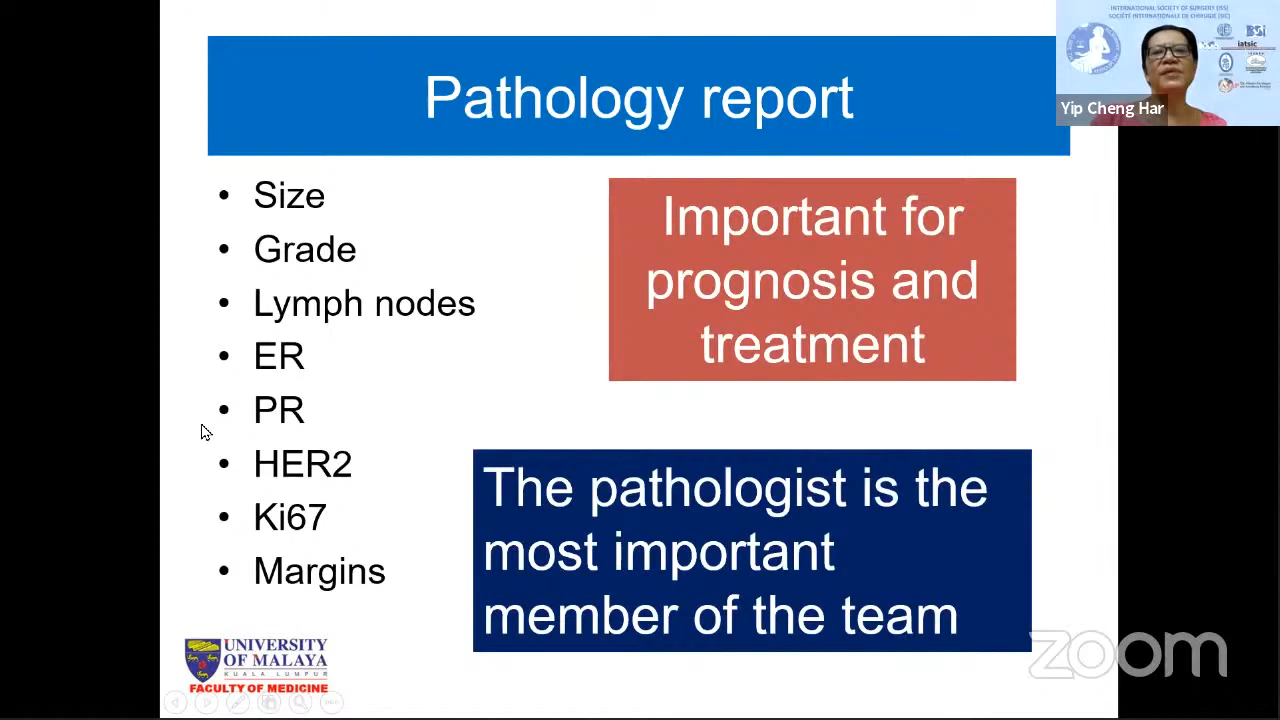 INTERNATIONAL SOCIETY OF SURGERY (ISS)
SOCIÉTÉ INTERNATIONALE DE CHIRURGIE (SIC)
iatsic
Yip Cheng Har
Pathology report
• Size
• Grade
• Lymph nodes
• ER
• PR
• HER2
• Ki67
• Margins
Important for
prognosis and
treatment
The pathologist is the
most important
member of the team
UNIVERSITY
OF MALAYA
KUALA LUMPUR
FACULTY OF MEDICINE
zoom